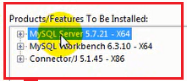 Products/Features To Be Installed:
MySQL Server 5.7.21 - X64
MySQL Workbench 6.3.10 - X64
Connector/J 5.1.45 - X86